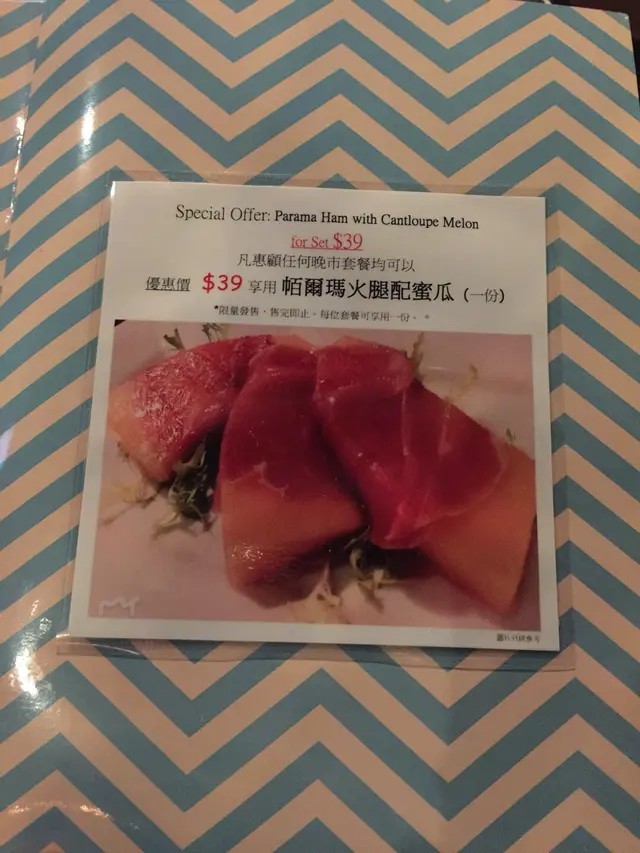 Special Offer: Parama Ham with Cantloupe Melon
for Set $39
凡惠顧任何晚市套餐均可以
優惠價 $39 享用 帕爾瑪火腿配蜜瓜 (一份)
*限量發售、售完即止。每位套餐可享用一份。。